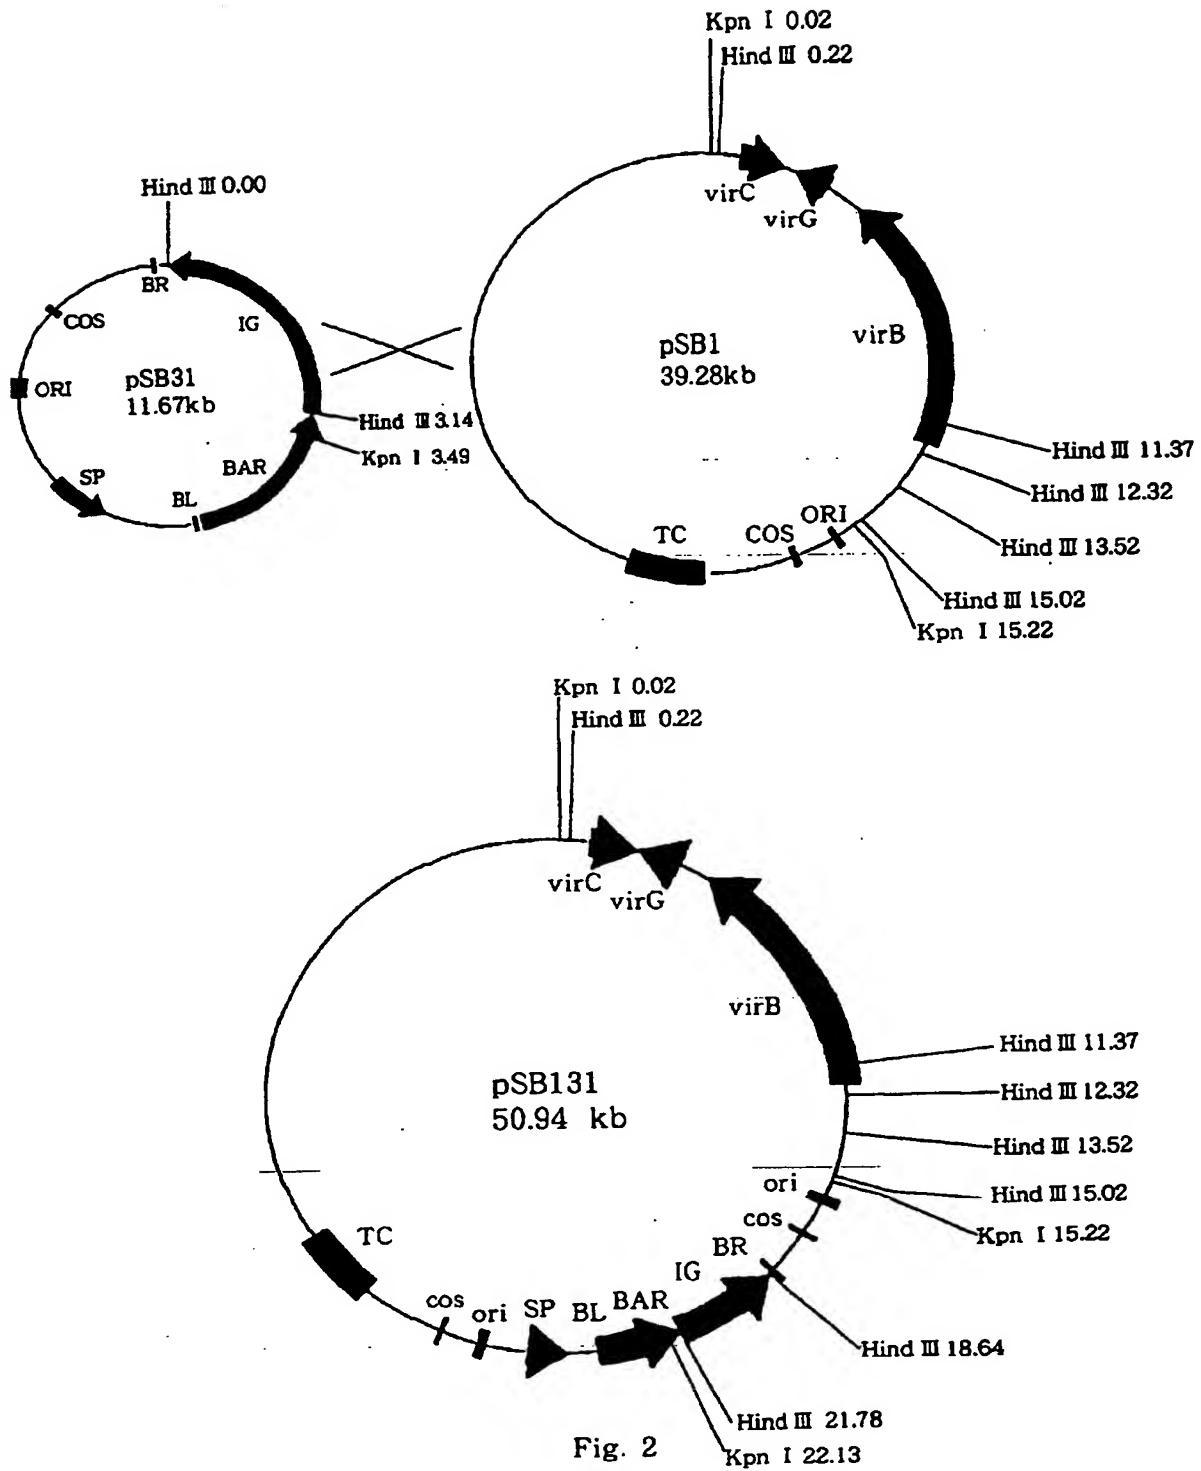 Kpn I 0.02
Hind III 0.22
virC
virG
Hind III 0.00
BR
COS
IG
virB
pSB31
11.67kb
pSB1
39.28kb
ORI
Hind III 3.14
Kpn I 3.49
BAR
SP
BL
Hind III 11.37
Hind III 12.32
Hind III 13.52
ORI
COS
TC
Hind III 15.02
Kpn I 15.22
Kpn I 0.02
Hind III 0.22
virC
virG
virB
Hind III 11.37
pSB131
50.94 kb
Hind III 12.32
Hind III 13.52
ori
Hind III 15.02
cos
Kpn I 15.22
TC
BR
IG
cos
ori
SP
BL
BAR
Hind III 18.64
Hind III 21.78
Kpn I 22.13
Fig. 2